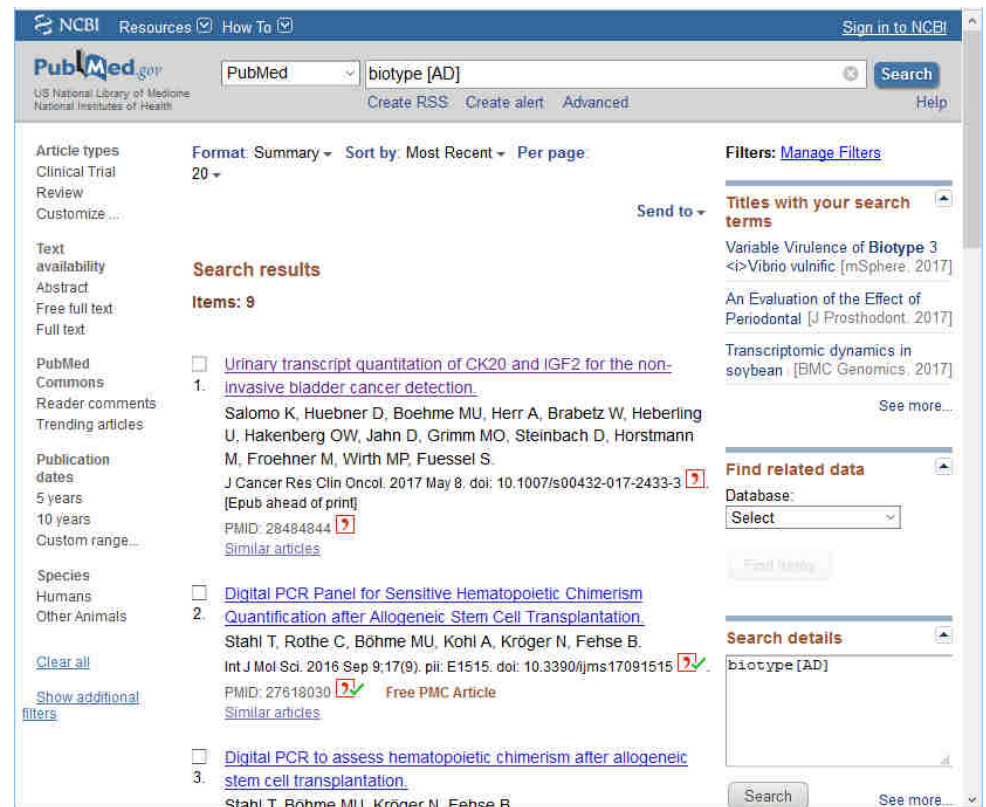 NCBI Resources How To Sign in to NCBI
PubMed.gov
US National Library of Medicine
National Institutes of Health
PubMed
biotype [AD]
Search
Create RSS Create alert Advanced
Help
Article types
Clinical Trial
Review
Customize ...
Text
availability
Abstract
Free full text
Full text
PubMed
Commons
Reader comments
Trending articles
Publication
dates
5 years
10 years
Custom range...
Species
Humans
Other Animals
Clear all
Show additional
filters
Format: Summary Sort by: Most Recent Per page:
20
Send to
Search results
Items: 9
1.
Urinary transcript quantitation of CK20 and IGF2 for the non-
invasive bladder cancer detection.
Salomo K, Huebner D, Boehme MU, Herr A, Brabetz W, Heberling
U, Hakenberg OW, Jahn D, Grimm MO, Steinbach D, Horstmann
M, Froehner M, Wirth MP, Fuessel S.
J Cancer Res Clin Oncol. 2017 May 8. doi: 10.1007/s00432-017-2433-3 .
[Epub ahead of print]
PMID: 28484844
Similar articles
2.
Digital PCR Panel for Sensitive Hematopoietic Chimerism
Quantification after Allogeneic Stem Cell Transplantation.
Stahl T, Rothe C, Böhme MU, Kohl A, Kröger N, Fehse B.
Int J Mol Sci. 2016 Sep 9;17(9). pii: E1515. doi: 10.3390/ijms17091515 .
PMID: 27618030 Free PMC Article
Similar articles
3.
Digital PCR to assess hematopoietic chimerism after allogeneic
stem cell transplantation.
Stahl T, Böhme MU, Kröger N, Fehse B.
Filters: Manage Filters
Titles with your search
terms
Variable Virulence of Biotype 3
<i>Vibrio vulnific [mSphere. 2017]
An Evaluation of the Effect of
Periodontal [J Prosthodont. 2017]
Transcriptomic dynamics in
soybean [BMC Genomics. 2017]
See more...
Find related data
Database:
Select
Find items
Search details
biotype[AD]
Search
See more...